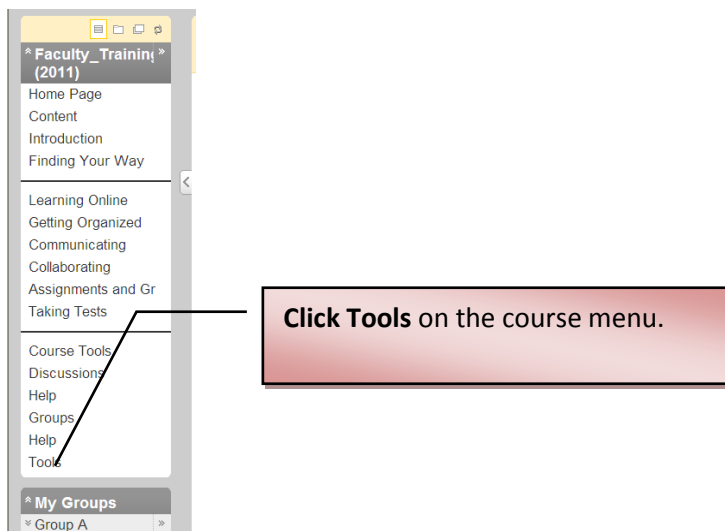 Faculty_Training
(2011)
Home Page
Content
Introduction
Finding Your Way
Learning Online
Getting Organized
Communicating
Collaborating
Assignments and Gr
Taking Tests
Course Tools
Discussions
Help
Groups
Help
Tools
My Groups
Group A
Click Tools on the course menu.